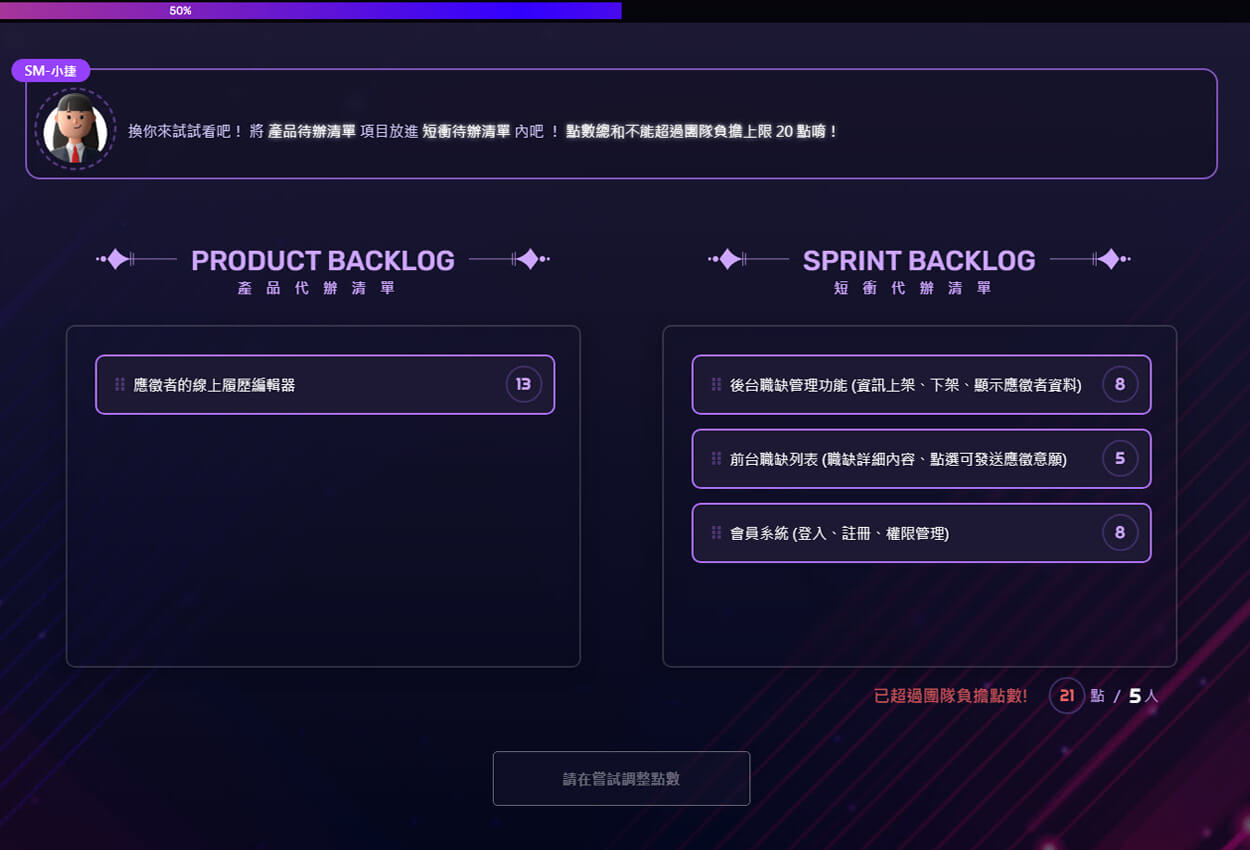 50%
SM-小捷
換你來試試看吧！ 將 產品待辦清單 項目放進 短衝待辦清單 內吧 ！ 點數總和不能超過團隊負擔上限 20 點唷！
PRODUCT BACKLOG
產品代辦清單
應徵者的線上履歷編輯器 13
SPRINT BACKLOG
短衝代辦清單
後台職缺管理功能 (資訊上架、下架、顯示應徵者資料) 8
前台職缺列表 (職缺詳細內容、點選可發送應徵意願) 5
會員系統 (登入、註冊、權限管理) 8
已超過團隊負擔點數! 21 點 / 5 人
請在嘗試調整點數